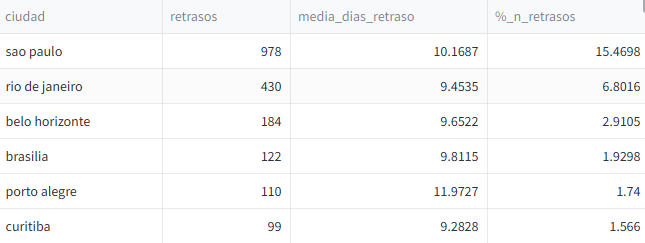 ciudad retrasos media_dias_retraso %_n_retrasos
sao paulo 978 10.1687 15.4698
rio de janeiro 430 9.4535 6.8016
belo horizonte 184 9.6522 2.9105
brasilia 122 9.8115 1.9298
porto alegre 110 11.9727 1.74
curitiba 99 9.2828 1.566